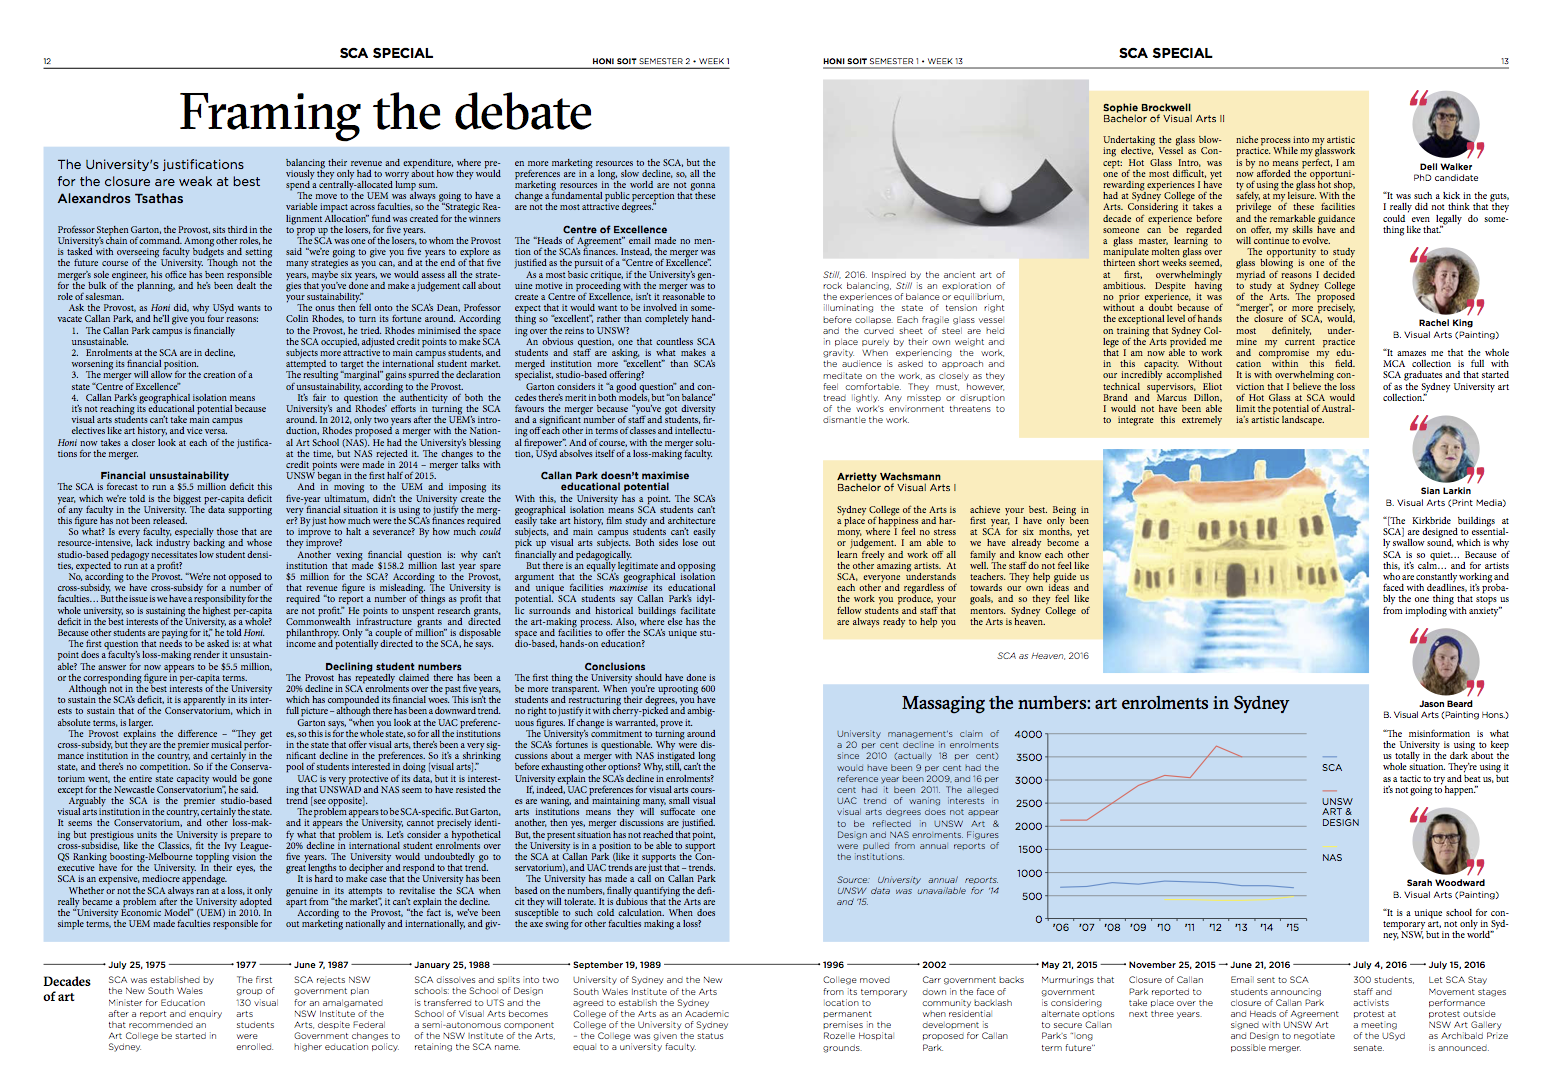 12
SCA SPECIAL
HONI SOIT SEMESTER 2 • WEEK 1
Framing the debate
The University's justifications
for the closure are weak at best
Alexandros Tsathas
Professor Stephen Garton, the Provost, sits third in the
University's chain of command. Among other roles, he
is tasked with overseeing faculty budgets and setting
the future course of the University. Though not the
merger's sole engineer, his office has been responsible
for the bulk of the planning, and he's been dealt the
role of salesman.
Ask the Provost, as Honi did, why USyd wants to
vacate Callan Park, and he'll give you four reasons:
1. The Callan Park campus is financially
unsustainable.
2. Enrolments at the SCA are in decline,
worsening its financial position.
3. The merger will allow for the creation of a
state "Centre of Excellence"
4. Callan Park's geographical isolation means
it's not reaching its educational potential because
visual arts students can't take main campus
electives like art history, and vice versa.
Honi now takes a closer look at each of the justifica-
tions for the merger.
Financial unsustainability
The SCA is forecast to run a $5.5 million deficit this
year, which we're told is the biggest per-capita deficit
of any faculty in the University. The data supporting
this figure has not been released.
So what? Is every faculty, especially those that are
resource-intensive, lack industry backing and whose
studio-based pedagogy necessitates low student densi-
ties, expected to run at a profit?
No, according to the Provost. "We're not opposed to
cross-subsidy, we have cross-subsidy for a number of
faculties... But the issue is we have a responsibility for the
whole university, so is sustaining the highest per-capita
deficit in the best interests of the University, as a whole?
Because other students are paying for it," he told Honi.
The first question that needs to be asked is: at what
point does a faculty's loss-making render it unsustain-
able? The answer for now appears to be $5.5 million,
or the corresponding figure in per-capita terms.
Although not in the best interests of the University
to sustain the SCA's deficit, it is apparently in its inter-
ests to sustain that of the Conservatorium, which in
absolute terms, is larger.
The Provost explains the difference – "They get
cross-subsidy, but they are the premier musical perfor-
mance institution in the country, and certainly in the
state, and there's no competition. So if the Conserva-
torium went, the entire state capacity would be gone
except for the Newcastle Conservatorium", he said.
Arguably the SCA is the premier studio-based
visual arts institution in the country, certainly the state.
It seems the Conservatorium, and other loss-mak-
ing but prestigious units the University is prepare to
cross-subsidise, like the Classics, fit the Ivy League-
QS Ranking boosting-Melbourne toppling vision the
executive have for the University. In their eyes, the
SCA is an expensive, mediocre appendage.
Whether or not the SCA always ran at a loss, it only
really became a problem after the University adopted
the "University Economic Model" (UEM) in 2010. In
simple terms, the UEM made faculties responsible for
balancing their revenue and expenditure, where pre-
viously they only had to worry about how they would
spend a centrally-allocated lump sum.
The move to the UEM was always going to have a
variable impact across faculties, so the "Strategic Rea-
lignment Allocation" fund was created for the winners
to prop up the losers, for five years.
The SCA was one of the losers, to whom the Provost
said "we're going to give you five years to explore as
many strategies as you can, and at the end of that five
years, maybe six years, we would assess all the strate-
gies that you've done and make a judgement call about
your sustainability."
The onus then fell onto the SCA's Dean, Professor
Colin Rhodes, to turn its fortune around. According
to the Provost, he tried. Rhodes minimised the space
the SCA occupied, adjusted credit points to make SCA
subjects more attractive to main campus students, and
attempted to target the international student market.
The resulting "marginal" gains spurred the declaration
of unsustainability, according to the Provost.
It's fair to question the authenticity of both the
University's and Rhodes' efforts in turning the SCA
around. In 2012, only two years after the UEM's intro-
duction, Rhodes proposed a merger with the Nation-
al Art School (NAS). He had the University's blessing
at the time, but NAS rejected it. The changes to the
credit points were made in 2014 – merger talks with
UNSW began in the first half of 2015.
And in moving to the UEM and imposing its
five-year ultimatum, didn't the University create the
very financial situation it is using to justify the merg-
er? By just how much were the SCA's finances required
to improve to halt a severance? By how much could
they improve?
Another vexing financial question is: why can't
institution that made $158.2 million last year spare
$5 million for the SCA? According to the Provost,
that revenue figure is misleading. The University is
required "to report a number of things as profit that
are not profit." He points to unspent research grants,
Commonwealth infrastructure grants and directed
philanthropy. Only "a couple of million" is disposable
income and potentially directed to the SCA, he says.
Declining student numbers
The Provost has repeatedly claimed there has been a
20% decline in SCA enrolments over the past five years,
which has compounded its financial woes. This isn't the
full picture – although there has been a downward trend.
Garton says, "when you look at the UAC preferenc-
es, so this is for the whole state, so for all the institutions
in the state that offer visual arts, there's been a very sig-
nificant decline in the preferences. So it's a shrinking
pool of students interested in doing [visual arts]."
UAC is very protective of its data, but it is interest-
ing that UNSWAD and NAS seem to have resisted the
trend [see opposite].
The problem appears to be SCA-specific. But Garton,
and it appears the University, cannot precisely identi-
fy what that problem is. Let's consider a hypothetical
20% decline in international student enrolments over
five years. The University would undoubtedly go to
great lengths to decipher and respond to that trend.
It is hard to make case that the University has been
genuine in its attempts to revitalise the SCA when
apart from "the market", it can't explain the decline.
According to the Provost, "the fact is, we've been
out marketing nationally and internationally, and giv-
en more marketing resources to the SCA, but the
preferences are in a long, slow decline, so, all the
marketing resources in the world are not gonna
change a fundamental public perception that these
are not the most attractive degrees."
Centre of Excellence
The "Heads of Agreement" email made no men-
tion of the SCA's finances. Instead, the merger was
justified as the pursuit of a "Centre of Excellence".
As a most basic critique, if the University's gen-
uine motive in proceeding with the merger was to
create a Centre of Excellence, isn't it reasonable to
expect that it would want to be involved in some-
thing so "excellent", rather than completely hand-
ing over the reins to UNSW?
An obvious question, one that countless SCA
students and staff are asking, is what makes a
merged institution more "excellent" than SCA's
specialist, studio-based offering?
Garton considers it "a good question" and con-
cedes there's merit in both models, but "on balance"
favours the merger because "you've got diversity
and a significant number of staff and students, fir-
ing off each other in terms of classes and intellectu-
al firepower". And of course, with the merger solu-
tion, USyd absolves itself of a loss-making faculty.
Callan Park doesn't maximise
educational potential
With this, the University has a point. The SCA's
geographical isolation means SCA students can't
easily take art history, film study and architecture
subjects, and main campus students can't easily
pick up visual arts subjects. Both sides lose out
financially and pedagogically.
But there is an equally legitimate and opposing
argument that the SCA's geographical isolation
and unique facilities maximise its educational
potential. SCA students say Callan Park's idyl-
lic surrounds and historical buildings facilitate
the art-making process. Also, where else has the
space and facilities to offer the SCA's unique stu-
dio-based, hands-on education?
Conclusions
The first thing the University should have done is
be more transparent. When you're uprooting 600
students and restructuring their degrees, you have
no right to justify it with cherry-picked and ambig-
uous figures. If change is warranted, prove it.
The University's commitment to turning around
the SCA's fortunes is questionable. Why were dis-
cussions about a merger with NAS instigated long
before exhausting other options? Why, still, can't the
University explain the SCA's decline in enrolments?
If, indeed, UAC preferences for visual arts cours-
es are waning, and maintaining many, small visual
arts institutions means they will suffocate one
another, then yes, merger discussions are justified.
But, the present situation has not reached that point,
the University is in a position to be able to support
the SCA at Callan Park (like it supports the Con-
servatorium), and UAC trends are just that – trends.
The University has made a call on Callan Park
based on the numbers, finally quantifying the defi-
cit they will tolerate. It is dubious that the Arts are
susceptible to such cold calculation. When does
the axe swing for other faculties making a loss?
HONI SOIT SEMESTER 1 • WEEK 13
SCA SPECIAL
13
Still, 2016. Inspired by the ancient art of
rock balancing, Still is an exploration of
the experiences of balance or equilibrium,
illuminating the state of tension right
before collapse. Each fragile glass vessel
and the curved sheet of steel are held
in place purely by their own weight and
gravity. When experiencing the work,
the audience is asked to approach and
meditate on the work, as closely as they
feel comfortable. They must, however,
tread lightly. Any misstep or disruption
of the work's environment threatens to
dismantle the work.
Sophie Brockwell
Bachelor of Visual Arts II
Undertaking the glass blow-
ing elective, Vessel as Con-
cept: Hot Glass Intro, was
one of the most difficult, yet
rewarding experiences I have
had at Sydney College of the
Arts. Considering it takes a
decade of experience before
someone can be regarded
a glass master, learning to
manipulate molten glass over
thirteen short weeks seemed,
at first, overwhelmingly
ambitious. Despite having
no prior experience, it was
without a doubt because of
the exceptional level of hands
on training that Sydney Col-
lege of the Arts provided me
that I am now able to work
in this capacity. Without
our incredibly accomplished
technical supervisors, Eliot
Brand and Marcus Dillon,
I would not have been able
to integrate this extremely
niche process into my artistic
practice. While my glasswork
is by no means perfect, I am
now afforded the opportuni-
ty of using the glass hot shop,
safely, at my leisure. With the
privilege of these facilities
and the remarkable guidance
on offer, my skills have and
will continue to evolve.
The opportunity to study
glass blowing is one of the
myriad of reasons I decided
to study at Sydney College
of the Arts. The proposed
"merger", or more precisely,
the closure of SCA, would,
most definitely, under-
mine my current practice
and compromise my edu-
cation within this field.
It is with overwhelming con-
viction that I believe the loss
of Hot Glass at SCA would
limit the potential of Austral-
ia's artistic landscape.
Arrietty Wachsmann
Bachelor of Visual Arts I
Sydney College of the Arts is
a place of happiness and har-
mony, where I feel no stress
or judgement. I am able to
learn freely and work off all
the other amazing artists. At
SCA, everyone understands
each other and regardless of
the work you produce, your
fellow students and staff that
are always ready to help you
achieve your best. Being in
first year, I have only been
at SCA for six months, yet
we have already become a
family and know each other
well. The staff do not feel like
teachers. They help guide us
towards our own ideas and
goals, and so they feel like
mentors. Sydney College of
the Arts is heaven.
SCA as Heaven, 2016
Massaging the numbers: art enrolments in Sydney
University management's claim of
a 20 per cent decline in enrolments
since 2010 (actually 18 per cent)
would have been 9 per cent had the
reference year been 2009, and 16 per
cent had it been 2011. The alleged
UAC trend of waning interests in
visual arts degrees does not appear
to be reflected in UNSW Art &
Design and NAS enrolments. Figures
were pulled from annual reports of
the institutions.
Source: University annual reports.
UNSW data was unavailable for '14
and '15.
4000
3500
3000
2500
2000
1500
1000
500
0
'06 '07 '08 '09 '10 '11 '12 '13 '14 '15
SCA
UNSW
ART &
DESIGN
NAS
Dell Walker
PhD candidate
"It was such a kick in the guts,
I really did not think that they
could even legally do some-
thing like that."
Rachel King
B. Visual Arts (Painting)
"It amazes me that the whole
MCA collection is full with
SCA graduates and that started
of as the Sydney University art
collection."
Sian Larkin
B. Visual Arts (Print Media)
"[The Kirkbride buildings at
SCA] are designed to essential-
ly swallow sound, which is why
SCA is so quiet... Because of
this, it's calm... and for artists
who are constantly working and
faced with deadlines, it's proba-
bly the one thing that stops us
from imploding with anxiety"
Jason Beard
B. Visual Arts (Painting Hons.)
"The misinformation is what
the University is using to keep
us totally in the dark about the
whole situation. They're using it
as a tactic to try and beat us, but
it's not going to happen."
Sarah Woodward
B. Visual Arts (Painting)
"It is a unique school for con-
temporary art, not only in Syd-
ney, NSW, but in the world"
Decades
of art
July 25, 1975
SCA was established by
the New South Wales
Minister for Education
after a report and enquiry
that recommended an
Art College be started in
Sydney.
1977
The first
group of
130 visual
arts
students
were
enrolled.
June 7, 1987
SCA rejects NSW
government plan
for an amalgamated
NSW Institute of the
Arts, despite Federal
Government changes to
higher education policy.
January 25, 1988
SCA dissolves and splits into two
schools: the School of Design
is transferred to UTS and the
School of Visual Arts becomes
a semi-autonomous component
of the NSW Institute of the Arts,
retaining the SCA name.
September 19, 1989
University of Sydney and the New
South Wales Institute of the Arts
agreed to establish the Sydney
College of the Arts as an Academic
College of the University of Sydney
– the College was given the status
equal to a university faculty.
1996
College moved
from its temporary
location to
permanent
premises in the
Rozelle Hospital
grounds.
2002
Carr government backs
down in the face of
community backlash
when residential
development is
proposed for Callan
Park.
May 21, 2015
Murmurings that
government
is considering
alternate options
to secure Callan
Park's "long
term future"
November 25, 2015
Closure of Callan
Park reported to
take place over the
next three years.
June 21, 2016
Email sent to SCA
students announcing
closure of Callan Park
and Heads of Agreement
signed with UNSW Art
and Design to negotiate
possible merger.
July 4, 2016
300 students,
staff and
activists
protest at
a meeting
of the USyd
senate.
July 15, 2016
Let SCA Stay
Movement stages
performance
protest outside
NSW Art Gallery
as Archibald Prize
is announced.